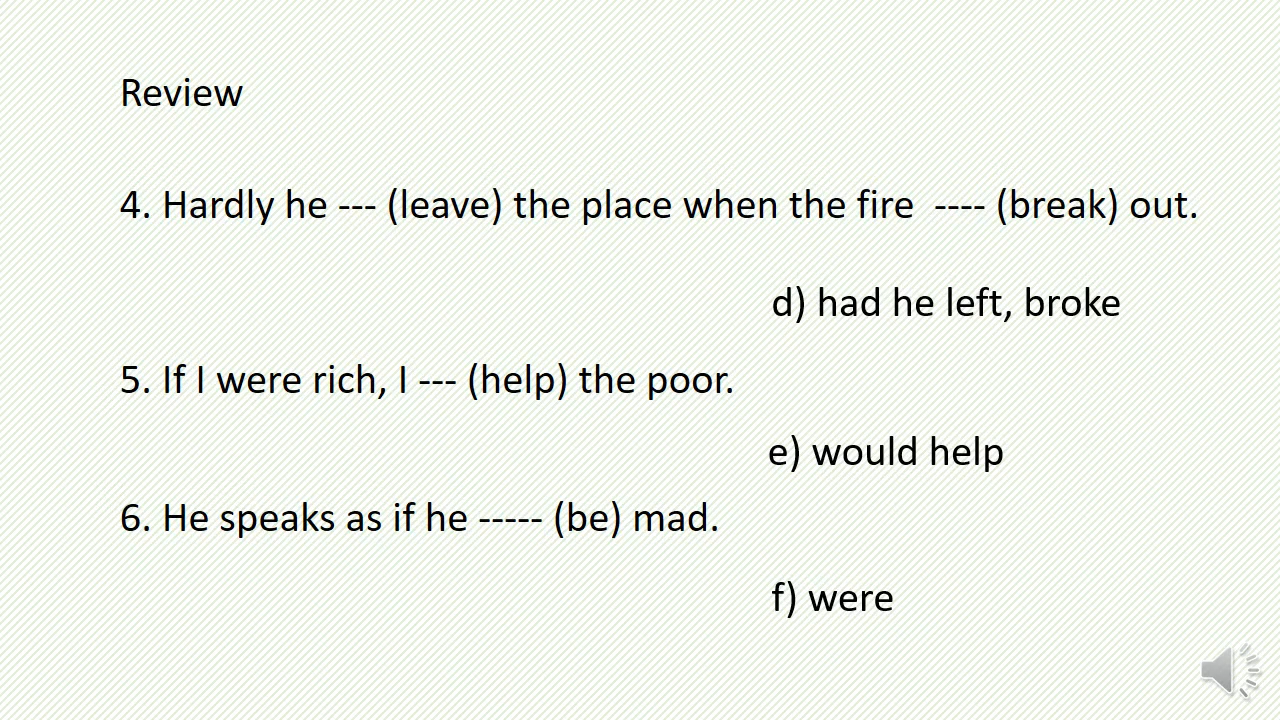 Review
4. Hardly he --- (leave) the place when the fire  ---- (break) out.
d) had he left, broke
5. If I were rich, I --- (help) the poor.
e) would help
6. He speaks as if he ----- (be) mad.
f) were